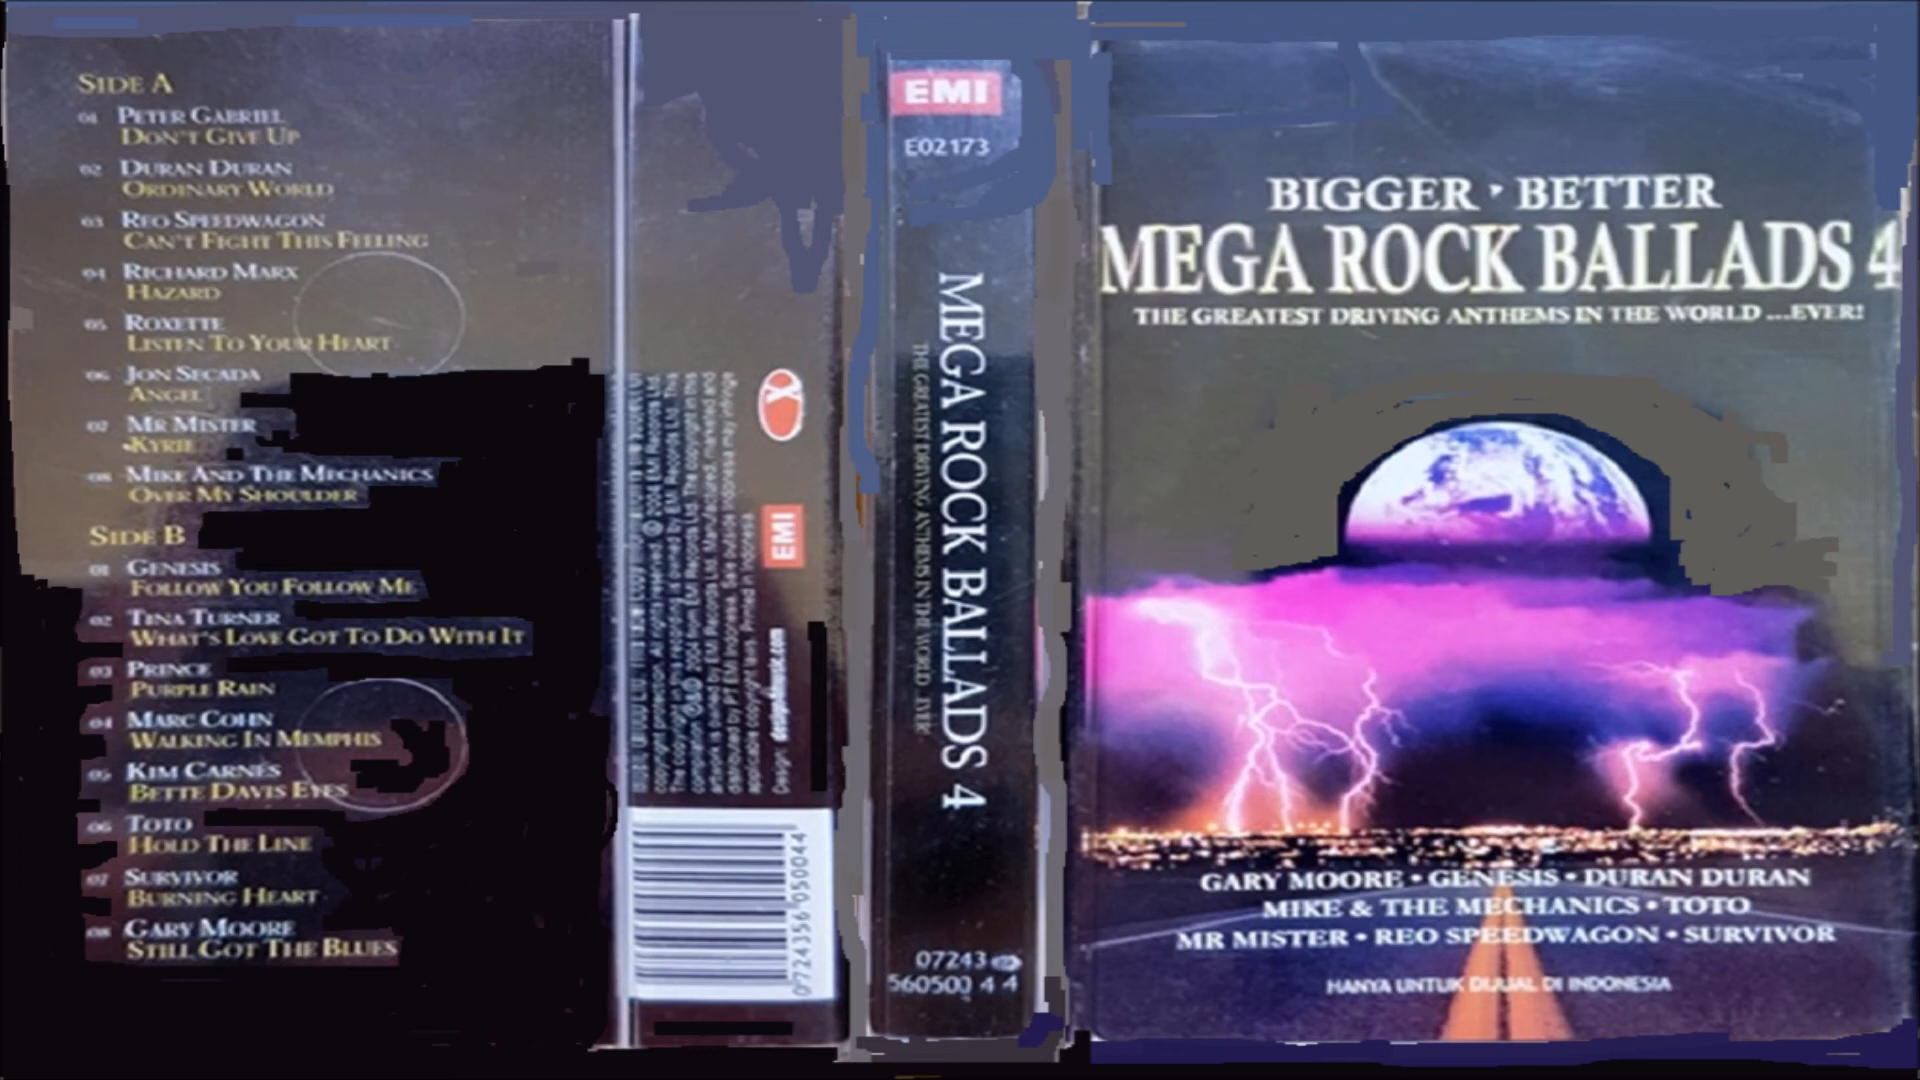 SIDE A
01 PETER GABRIEL
DON'T GIVE UP
02 DURAN DURAN
ORDINARY WORLD
03 REO SPEEDWAGON
CAN'T FIGHT THIS FEELING
04 RICHARD MARX
HAZARD
05 ROXETTE
LISTEN TO YOUR HEART
06 JON SECADA
ANGEL
07 MR MISTER
KYRIE
08 MIKE AND THE MECHANICS
OVER MY SHOULDER
SIDE B
01 GENESIS
FOLLOW YOU FOLLOW ME
02 TINA TURNER
WHAT'S LOVE GOT TO DO WITH IT
03 PRINCE
PURPLE RAIN
04 MARC COHN
WALKING IN MEMPHIS
05 KIM CARNES
BETTE DAVIS EYES
06 TOTO
HOLD THE LINE
07 SURVIVOR
BURNING HEART
08 GARY MOORE
STILL GOT THE BLUES
EMI
Design: designlymusic.com
0 724356 050044
EMI
E02173
MEGA ROCK BALLADS 4
THE GREATEST DRIVING ANTHEMS IN THE WORLD ...EVER!
07243
560500 4 4
BIGGER • BETTER
MEGA ROCK BALLADS 4
THE GREATEST DRIVING ANTHEMS IN THE WORLD ...EVER!
GARY MOORE • GENESIS • DURAN DURAN
MIKE & THE MECHANICS • TOTO
MR MISTER • REO SPEEDWAGON • SURVIVOR
HANYA UNTUK DIJUAL DI INDONESIA